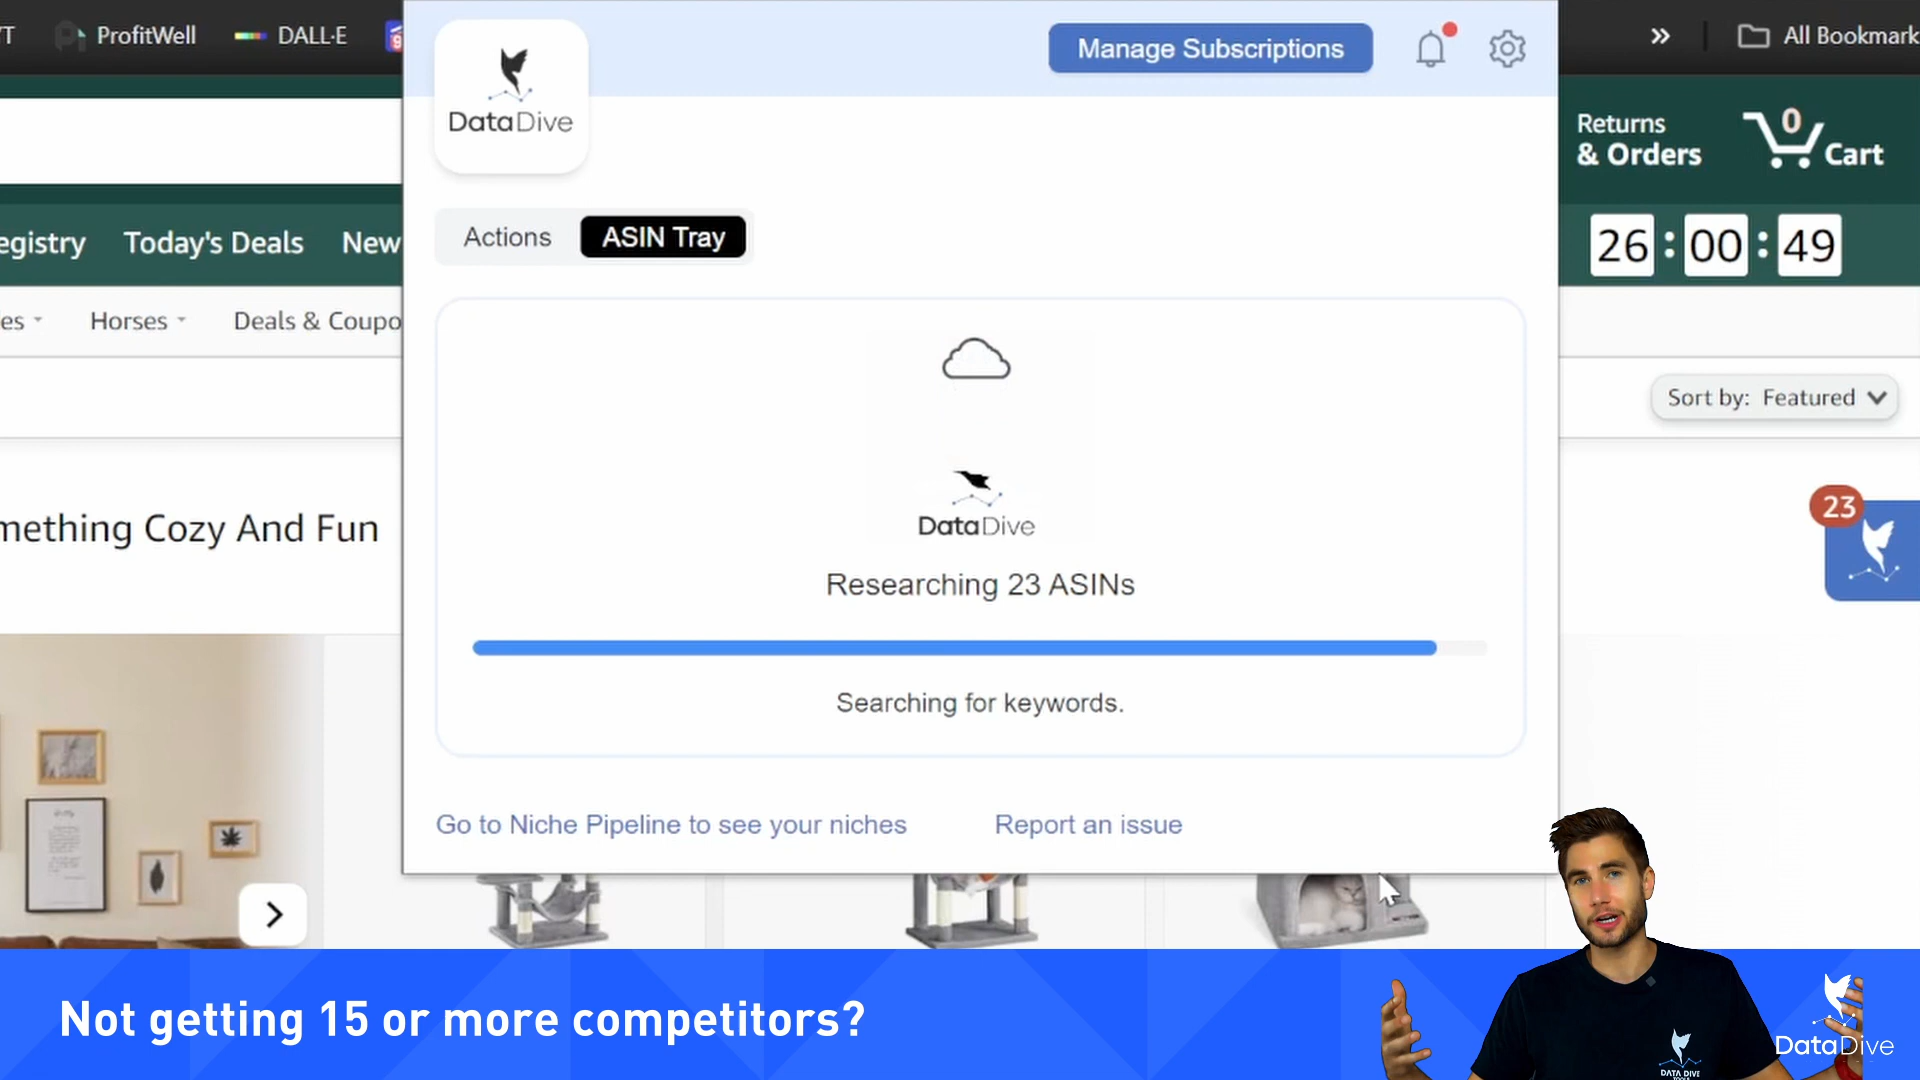 ProfitWell
DALL·E
Manage Subscriptions
All Bookmark
DataDive
Returns
& Orders
0
Cart
egistry
Today's Deals
New
Actions
ASIN Tray
26 : 00 : 49
es
Horses
Deals & Coupo
Sort by: Featured
mething Cozy And Fun
23
DataDive
Researching 23 ASINs
Searching for keywords.
Go to Niche Pipeline to see your niches
Report an issue
Not getting 15 or more competitors?
DATA DIVE
TOOLS
DataDive